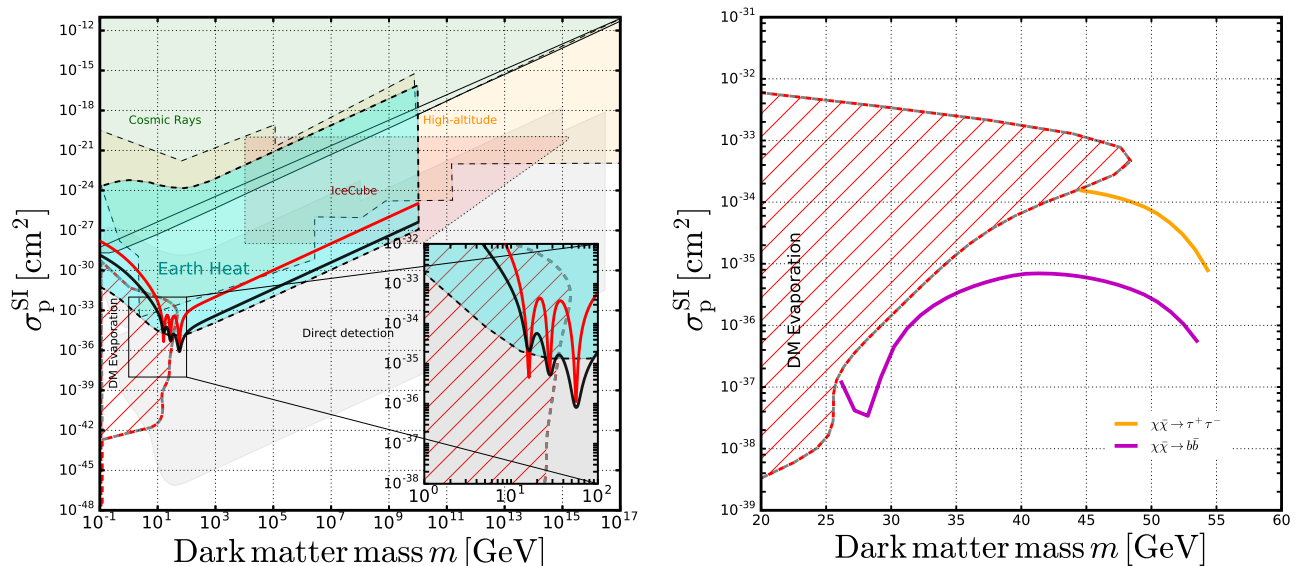 10^-12
10^-15
10^-18
10^-21
10^-24
10^-27
10^-30
10^-33
10^-36
10^-39
10^-42
10^-45
10^-48
σ_p^SI [cm²]
Cosmic Rays
High-altitude
IceCube
Earth Heat
DM Evaporation
Direct detection
10^-32
10^-33
10^-34
10^-35
10^-36
10^-37
10^-38
10^0 10^1 10^2
10^-1 10^1 10^3 10^5 10^7 10^9 10^11 10^13 10^15 10^17
Dark matter mass m [GeV]
10^-31
10^-32
10^-33
10^-34
10^-35
10^-36
10^-37
10^-38
10^-39
σ_p^SI [cm²]
DM Evaporation
χχ̄→τ⁺τ⁻
χχ̄→bb̄
20 25 30 35 40 45 50 55 60
Dark matter mass m [GeV]